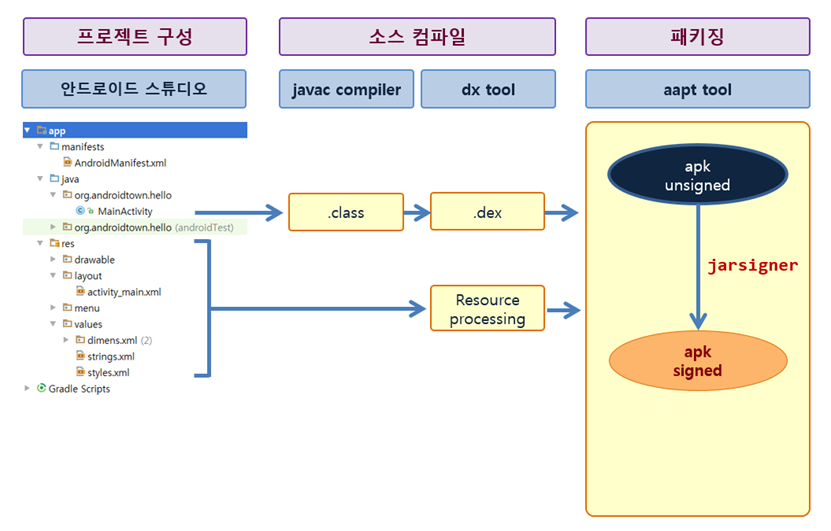 프로젝트 구성
소스 컴파일
패키징
안드로이드 스튜디오
javac compiler
dx tool
aapt tool
app
manifests
AndroidManifest.xml
java
org.androidtown.hello
MainActivity
org.androidtown.hello (androidTest)
res
drawable
layout
activity_main.xml
menu
values
dimens.xml (2)
strings.xml
styles.xml
Gradle Scripts
.class
.dex
Resource
processing
apk
unsigned
jarsigner
apk
signed